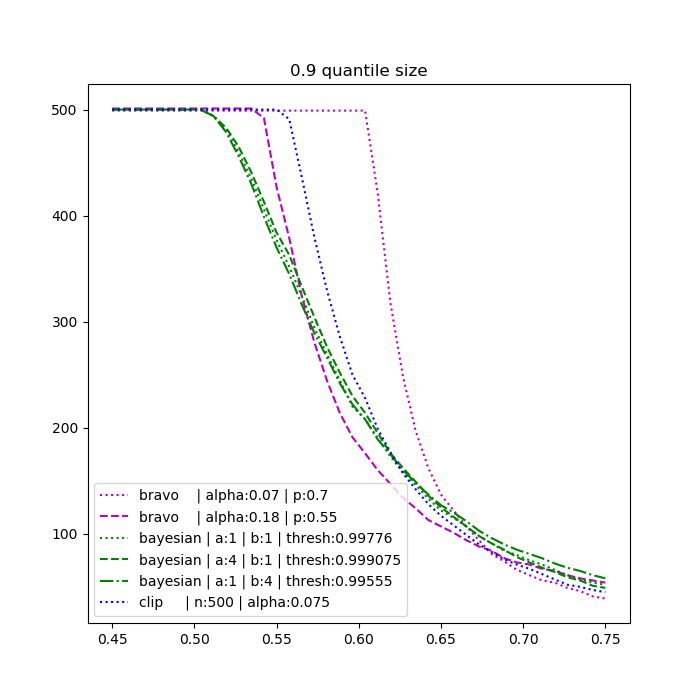 0.9 quantile size
500
400
300
200
100
bravo | alpha:0.07 | p:0.7
bravo | alpha:0.18 | p:0.55
bayesian | a:1 | b:1 | thresh:0.99776
bayesian | a:4 | b:1 | thresh:0.999075
bayesian | a:1 | b:4 | thresh:0.99555
clip | n:500 | alpha:0.075
0.45 0.50 0.55 0.60 0.65 0.70 0.75